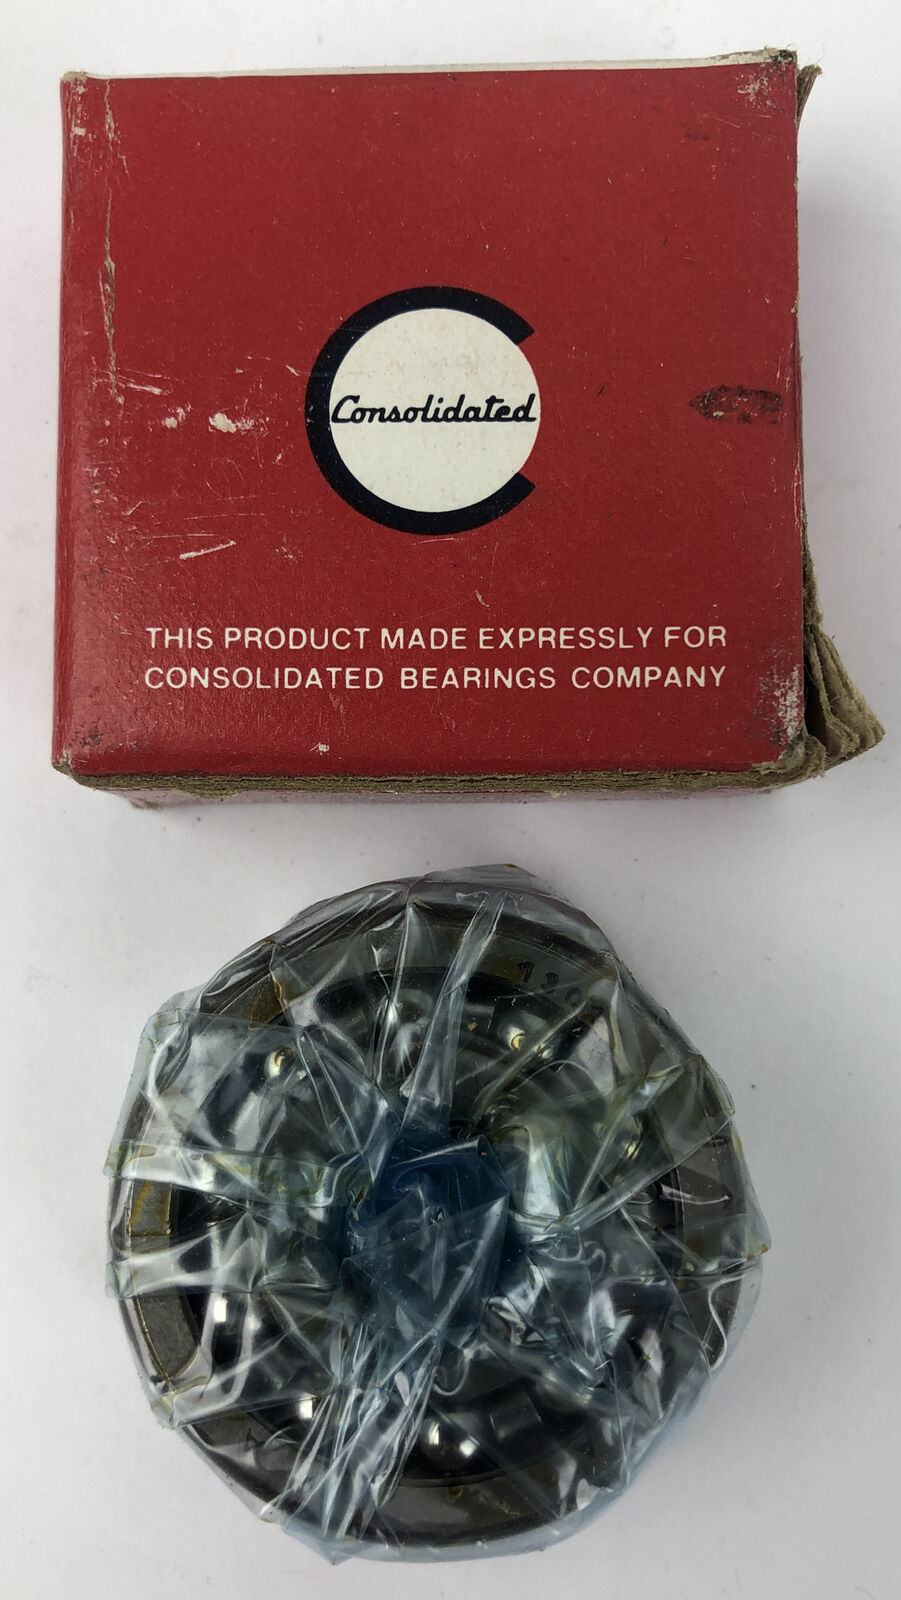 Consolidated
THIS PRODUCT MADE EXPRESSLY FOR
CONSOLIDATED BEARINGS COMPANY